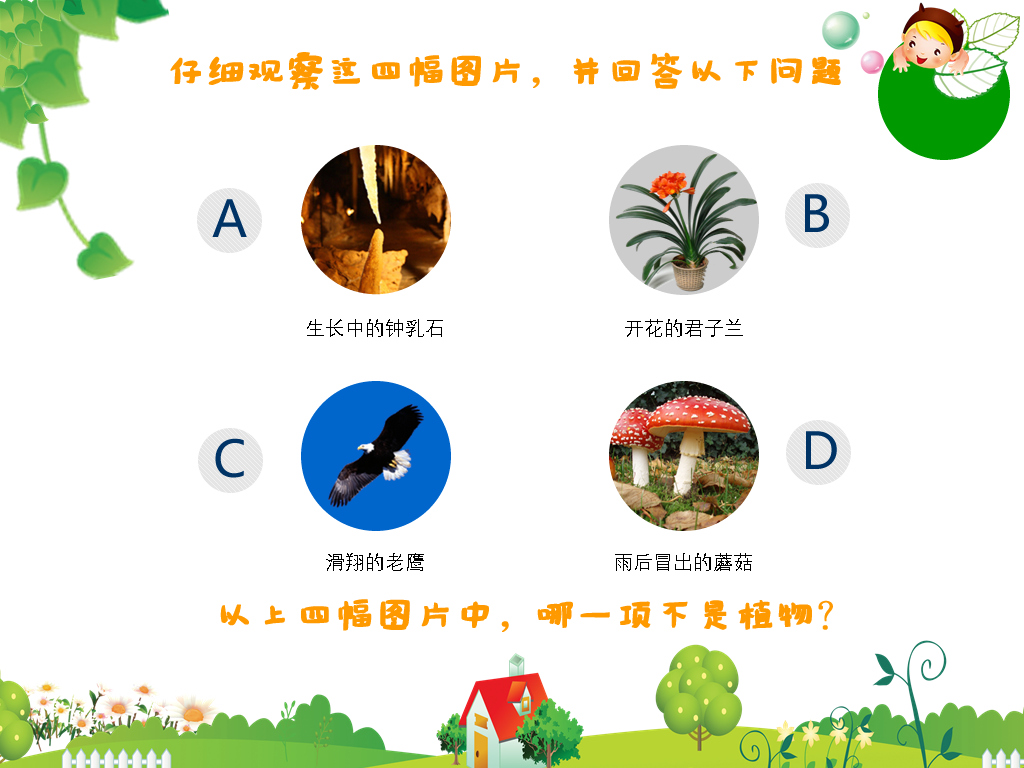 仔细观察这四幅图片，并回答以下问题
A
B
生长中的钟乳石
开花的君子兰
C
D
滑翔的老鹰
雨后冒出的蘑菇
以上四幅图片中，哪一项不是植物？